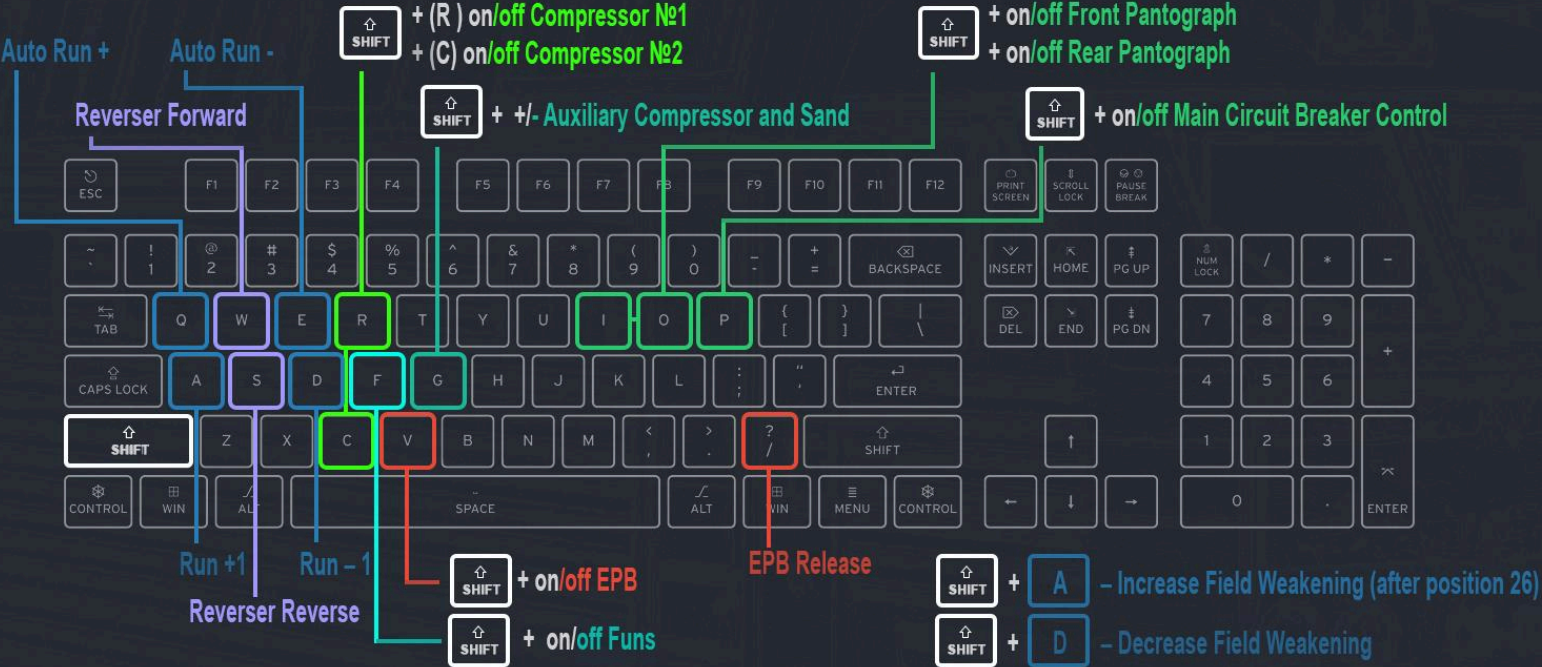 ⇧ SHIFT + (R ) on/off Compressor №1
+ (C) on/off Compressor №2
⇧ SHIFT + on/off Front Pantograph
+ on/off Rear Pantograph
Auto Run +
Auto Run -
Reverser Forward
⇧ SHIFT + +/- Auxiliary Compressor and Sand
⇧ SHIFT + on/off Main Circuit Breaker Control
ESC F1 F2 F3 F4 F5 F6 F7 F8 F9 F10 F11 F12 PRINT SCREEN SCROLL LOCK PAUSE BREAK
~ ! @ # $ % ^ & * ( ) _ +
` 1 2 3 4 5 6 7 8 9 0 - = BACKSPACE INSERT HOME PG UP NUM LOCK / * -
TAB Q W E R T Y U I O P { [ } ] | \ DEL END PG DN 7 8 9 +
CAPS LOCK A S D F G H J K L : ; " ' ENTER 4 5 6
⇧ SHIFT Z X C V B N M < , > . ? / ⇧ SHIFT ↑ 1 2 3
CONTROL WIN ALT SPACE ALT WIN MENU CONTROL ← ↓ → 0 . ENTER
Run +1
Run – 1
Reverser Reverse
⇧ SHIFT + on/off EPB
EPB Release
⇧ SHIFT + on/off Funs
⇧ SHIFT + A – Increase Field Weakening (after position 26)
⇧ SHIFT + D – Decrease Field Weakening